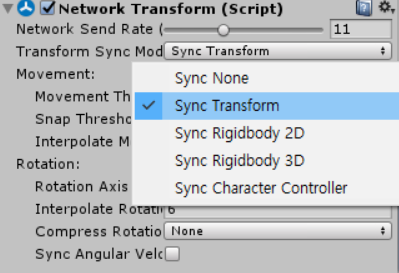 Network Transform (Script)
Network Send Rate (
11
Transform Sync Mod
Sync Transform
Sync None
Sync Transform
Sync Rigidbody 2D
Sync Rigidbody 3D
Sync Character Controller
Movement:
Movement Th
Snap Thresho
Interpolate M
Rotation:
Rotation Axis
Interpolate Rotati
6
Compress Rotatio
None
Sync Angular Velo